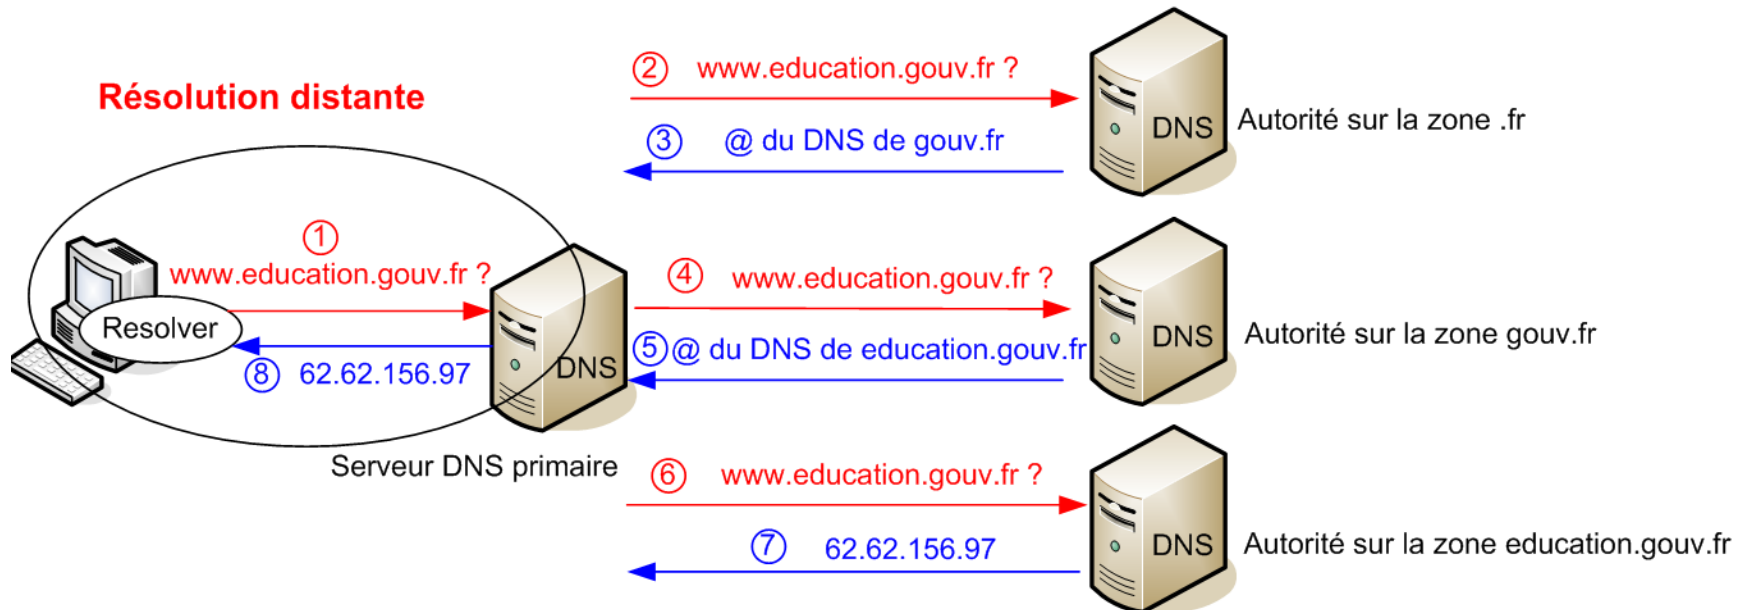 Résolution distante
② www.education.gouv.fr ?
③ @ du DNS de gouv.fr
DNS
Autorité sur la zone .fr
①
www.education.gouv.fr ?
Resolver
⑧ 62.62.156.97
DNS
Serveur DNS primaire
④ www.education.gouv.fr ?
⑤ @ du DNS de education.gouv.fr
DNS
Autorité sur la zone gouv.fr
⑥ www.education.gouv.fr ?
⑦ 62.62.156.97
DNS
Autorité sur la zone education.gouv.fr